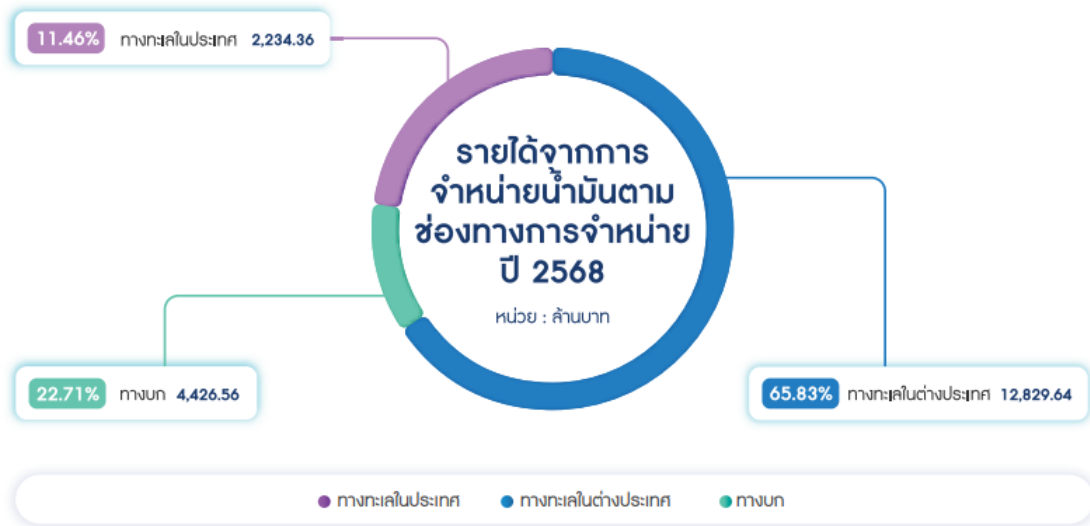 11.46% ทางทะเลในประเทศ 2,234.36
รายได้จากการ
จำหน่ายน้ำมันตาม
ช่องทางการจำหน่าย
ปี 2568
หน่วย : ล้านบาท
22.71% ทางบก 4,426.56
65.83% ทางทะเลในต่างประเทศ 12,829.64
ทางทะเลในประเทศ ทางทะเลในต่างประเทศ ทางบก